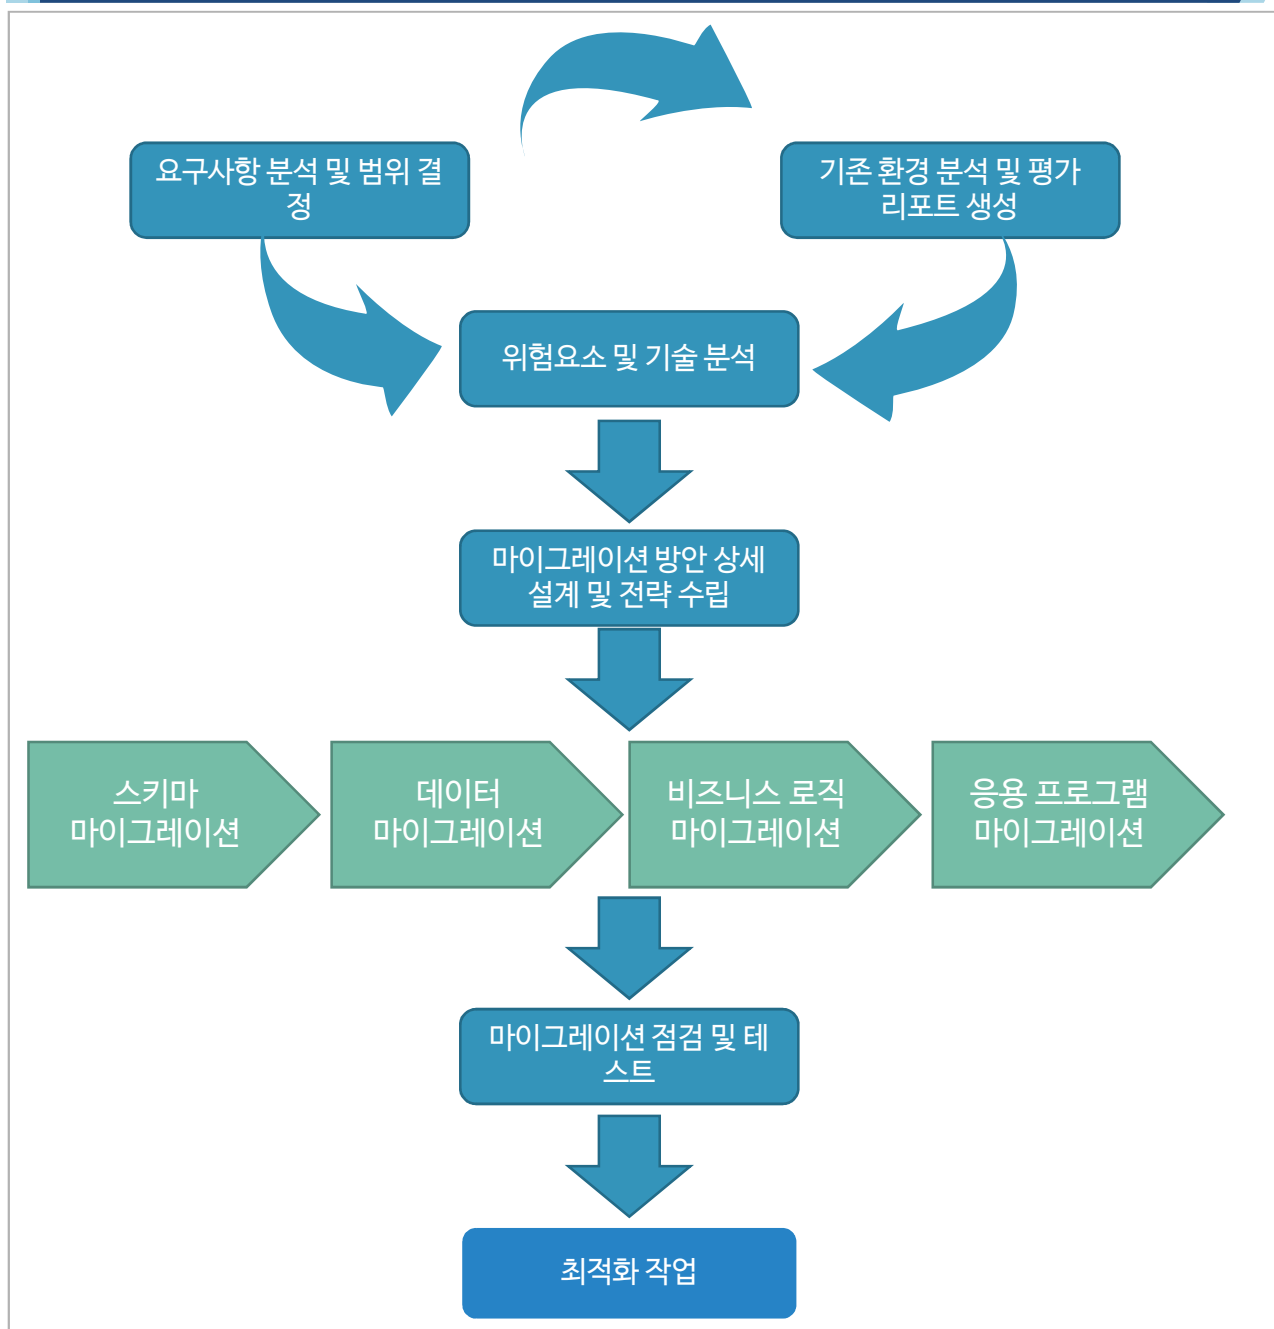 요구사항 분석 및 범위 결
정
기존 환경 분석 및 평가
리포트 생성
위험요소 및 기술 분석
마이그레이션 방안 상세
설계 및 전략 수립
스키마
마이그레이션
데이터
마이그레이션
비즈니스 로직
마이그레이션
응용 프로그램
마이그레이션
마이그레이션 점검 및 테
스트
최적화 작업